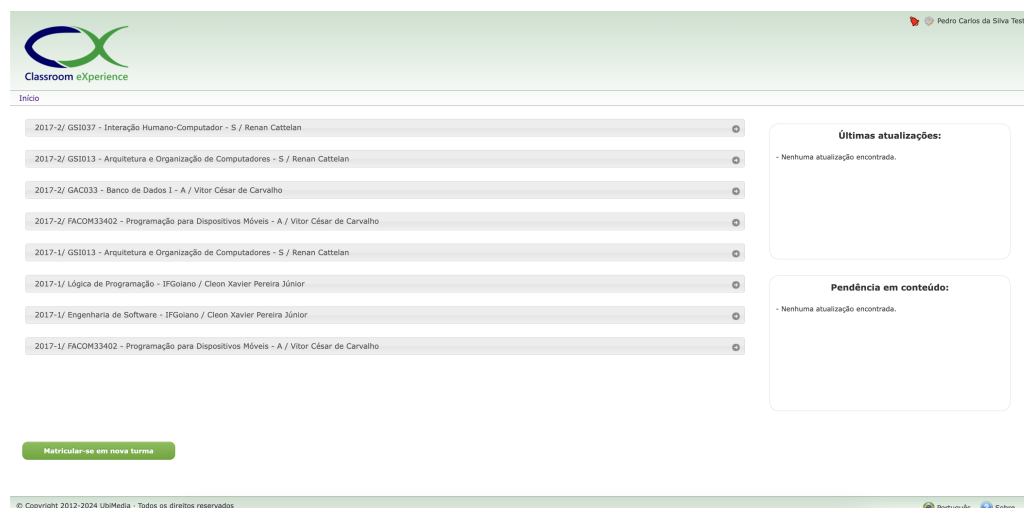 Pedro Carlos da Silva Test
Classroom eXperience
Início
2017-2/ GSI037 - Interação Humano-Computador - S / Renan Cattelan
2017-2/ GSI013 - Arquitetura e Organização de Computadores - S / Renan Cattelan
2017-2/ GAC033 - Banco de Dados I - A / Vitor César de Carvalho
2017-2/ FACOM33402 - Programação para Dispositivos Móveis - A / Vitor César de Carvalho
2017-1/ GSI013 - Arquitetura e Organização de Computadores - S / Renan Cattelan
2017-1/ Lógica de Programação - IFGoiano / Cleon Xavier Pereira Júnior
2017-1/ Engenharia de Software - IFGoiano / Cleon Xavier Pereira Júnior
2017-1/ FACOM33402 - Programação para Dispositivos Móveis - A / Vitor César de Carvalho
Matricular-se em nova turma
Últimas atualizações:
- Nenhuma atualização encontrada.
Pendência em conteúdo:
- Nenhuma atualização encontrada.
© Copyright 2012-2024 UbiMedia - Todos os direitos reservados
Português
Sobre